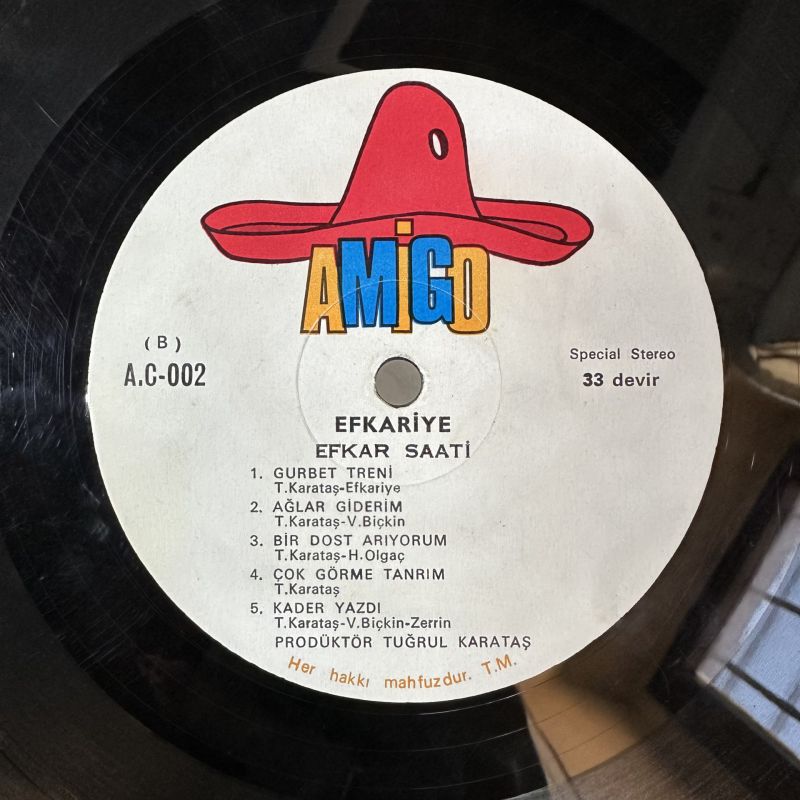 AMiGO
( B )
A.C-002
Special Stereo
33 devir
EFKARİYE
EFKAR SAATİ
1. GURBET TRENİ
T.Karataş-Efkariye
2. AĞLAR GİDERİM
T.Karataş-V.Biçkin
3. BİR DOST ARIYORUM
T.Karataş-H.Olgaç
4. ÇOK GÖRME TANRIM
T.Karataş
5. KADER YAZDI
T.Karataş-V.Biçkin-Zerrin
PRODÜKTÖR TUĞRUL KARATAŞ
Her hakkı mahfuzdur. T.M.